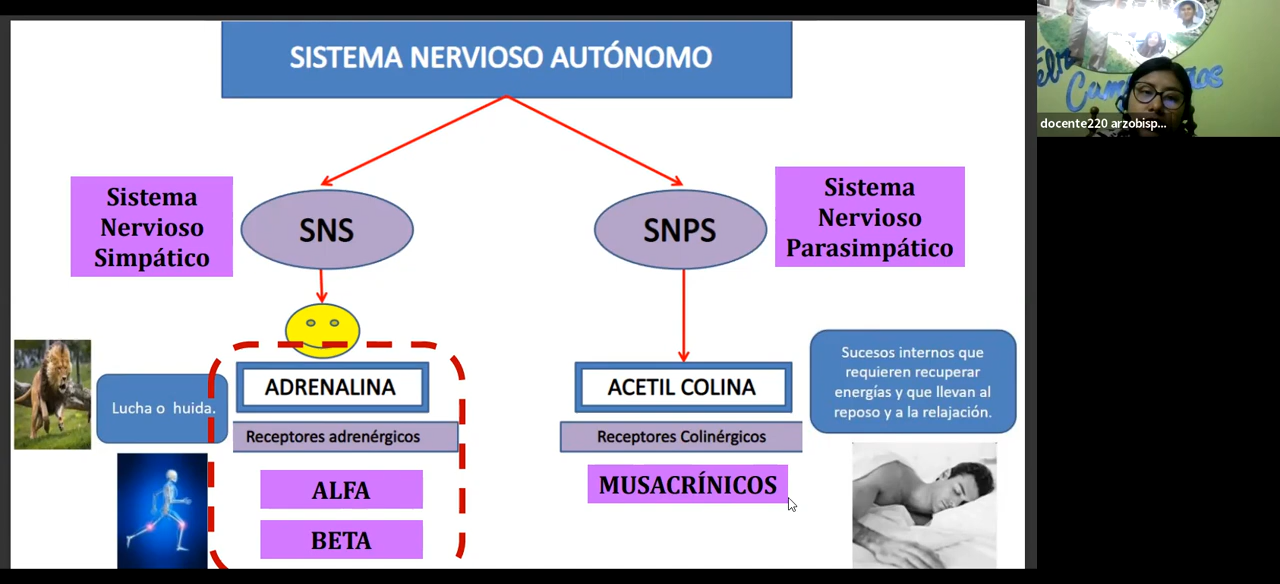 SISTEMA NERVIOSO AUTÓNOMO
Sistema
Nervioso
Simpático
SNS
SNPS
Sistema
Nervioso
Parasimpático
Lucha o huida.
ADRENALINA
Receptores adrenérgicos
ALFA
BETA
ACETIL COLINA
Receptores Colinérgicos
MUSACRÍNICOS
Sucesos internos que
requieren recuperar
energías y que llevan al
reposo y a la relajación.
docente220 arzobisp...